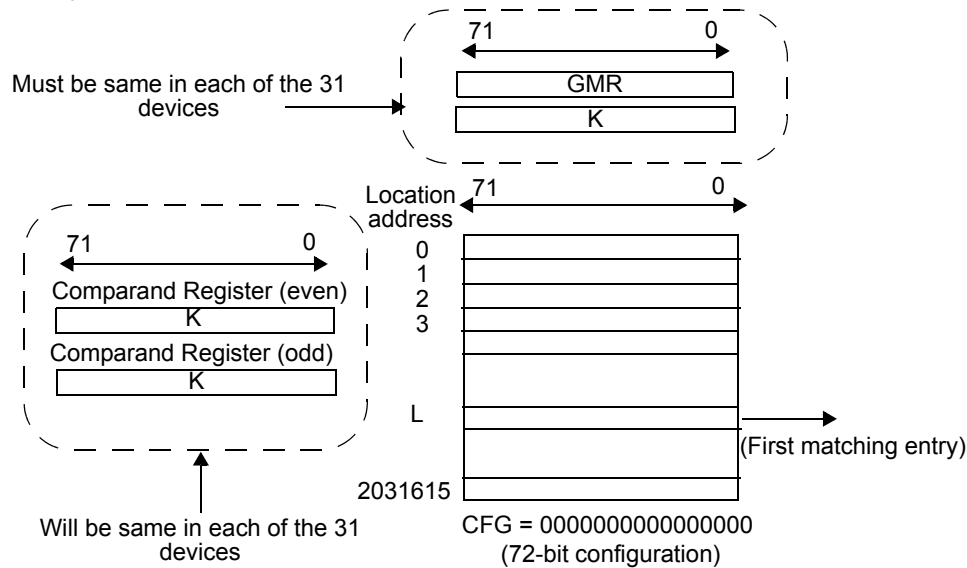 71 0
Must be same in each of the 31
devices
GMR
K
Location
address
71 0
71 0
Comparand Register (even)
K
Comparand Register (odd)
K
0
1
2
3
L
(First matching entry)
2031615
Will be same in each of the 31
devices
CFG = 0000000000000000
(72-bit configuration)